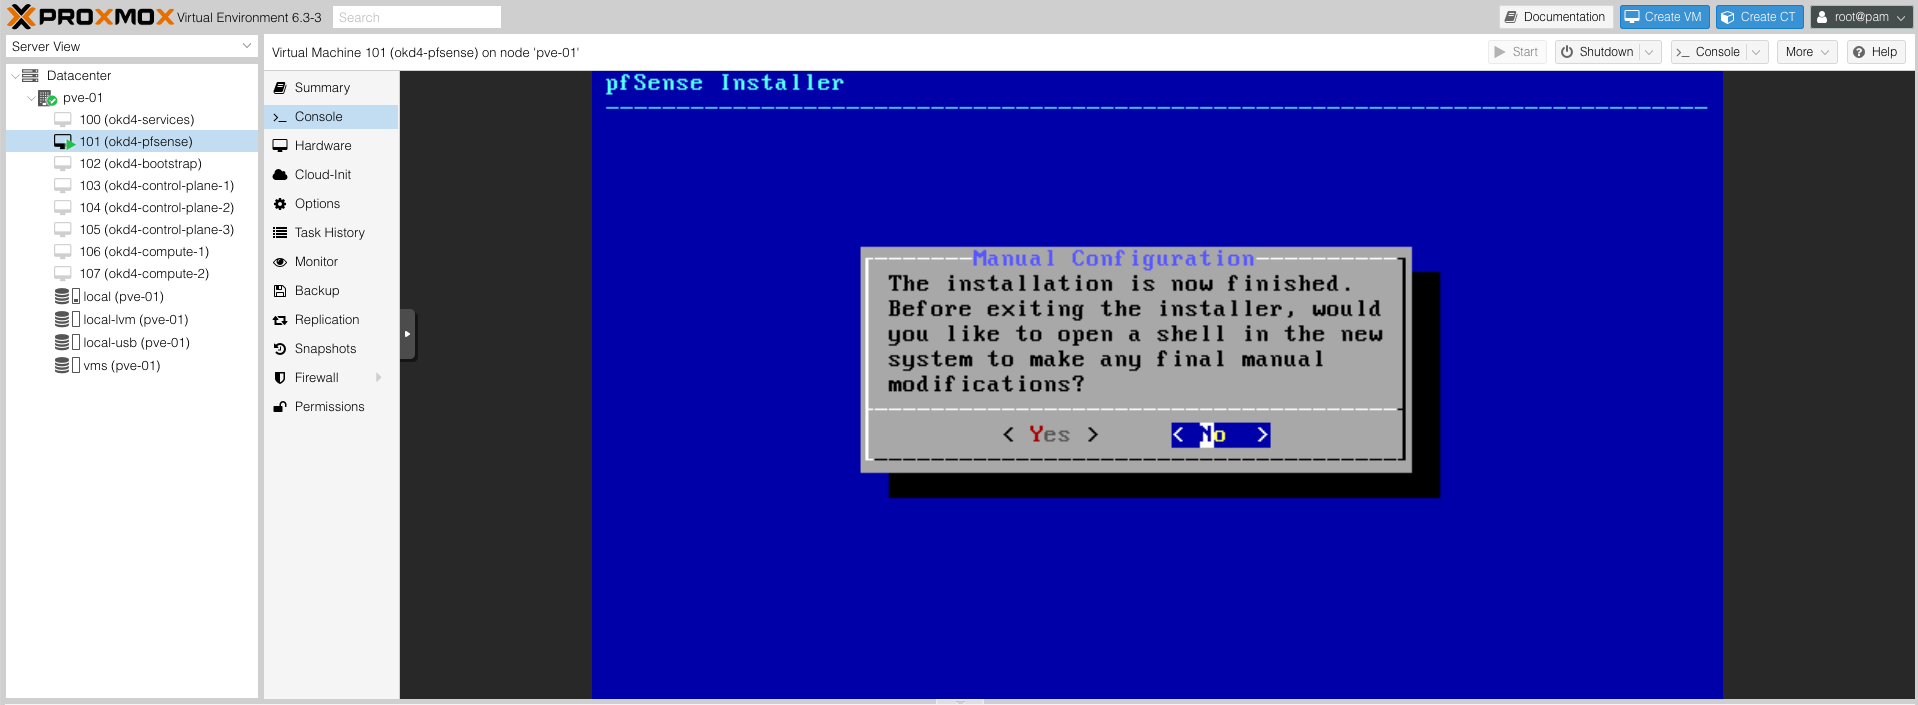 PROXMOX Virtual Environment 6.3-3 Search Documentation Create VM Create CT root@pam
Server View
Virtual Machine 101 (okd4-pfsense) on node 'pve-01' Start Shutdown >_ Console More Help
Datacenter
pve-01
100 (okd4-services)
101 (okd4-pfsense)
102 (okd4-bootstrap)
103 (okd4-control-plane-1)
104 (okd4-control-plane-2)
105 (okd4-control-plane-3)
106 (okd4-compute-1)
107 (okd4-compute-2)
local (pve-01)
local-lvm (pve-01)
local-usb (pve-01)
vms (pve-01)
Summary
>_ Console
Hardware
Cloud-Init
Options
Task History
Monitor
Backup
Replication
Snapshots
Firewall
Permissions
pfSense Installer
Manual Configuration
The installation is now finished.
Before exiting the installer, would
you like to open a shell in the new
system to make any final manual
modifications?
< Yes > < No >